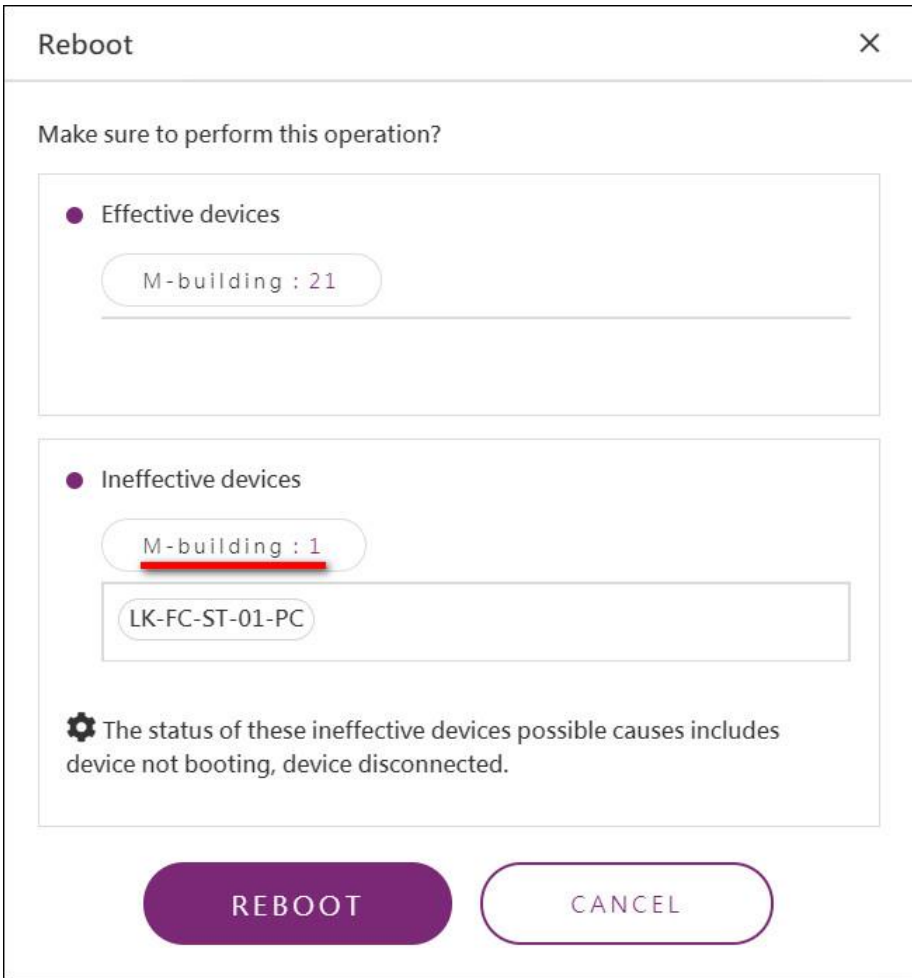 Reboot
Make sure to perform this operation?
Effective devices
M-building : 21
Ineffective devices
M-building : 1
LK-FC-ST-01-PC
The status of these ineffective devices possible causes includes
device not booting, device disconnected.
REBOOT
CANCEL